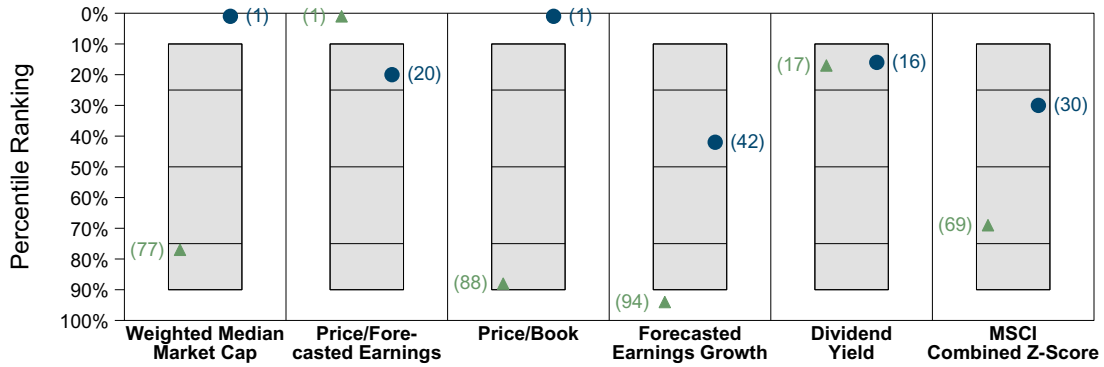 Percentile Ranking
0%
10%
20%
30%
40%
50%
60%
70%
80%
90%
100%
(1)
(77)
(1)
(20)
(1)
(88)
(42)
(94)
(17)
(16)
(30)
(69)
Weighted Median
Market Cap
Price/Fore-
casted Earnings
Price/Book
Forecasted
Earnings Growth
Dividend
Yield
MSCI
Combined Z-Score